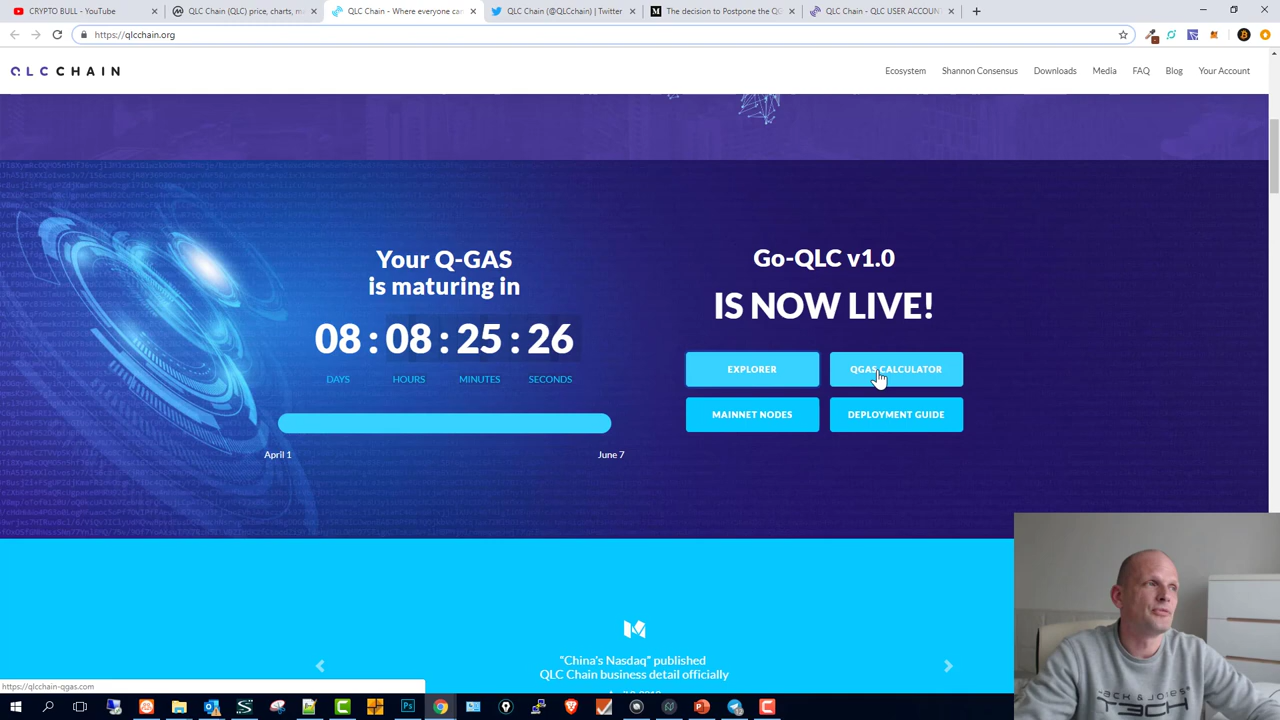 CRYPTO BULL - YouTube
QLC Chain (QLC) price, charts, m
QLC Chain - Where everyone ca
QLC Chain (@QLCchain) | Twitter
The decision to Postpone the Q
QLC Chain - QLC USER ACCOUNT
https://qlcchain.org
QLC CHAIN
Ecosystem
Shannon Consensus
Downloads
Media
FAQ
Blog
Your Account
Your Q-GAS
is maturing in
08 : 08 : 25 : 26
DAYS HOURS MINUTES SECONDS
April 1 June 7
Go-QLC v1.0
IS NOW LIVE!
EXPLORER
QGAS CALCULATOR
MAINNET NODES
DEPLOYMENT GUIDE
"China's Nasdaq" published
QLC Chain business detail officially
https://qlcchain-qgas.com